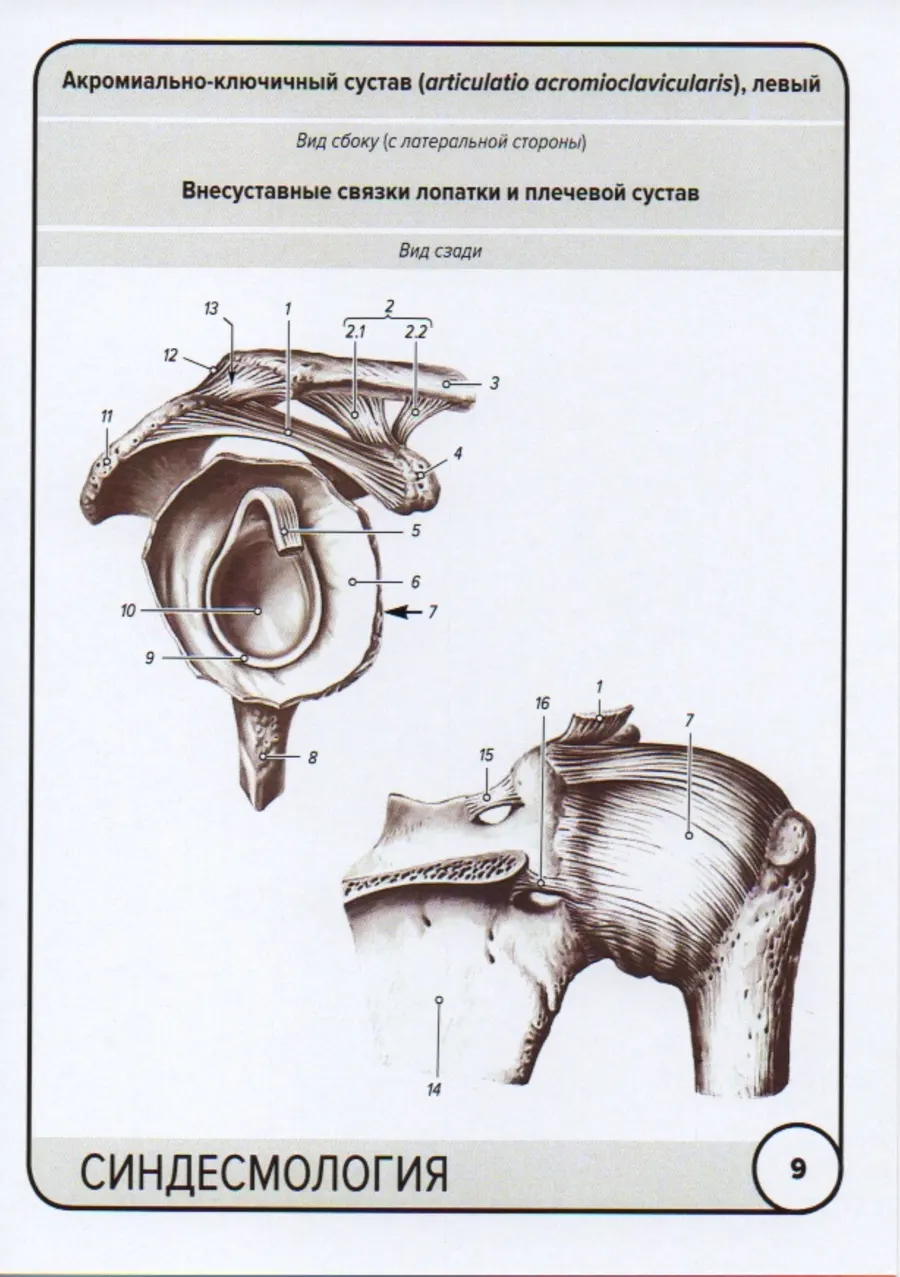 Акромиально-ключичный сустав (articulatio acromioclavicularis), левый
Вид сбоку (с латеральной стороны)
Внесуставные связки лопатки и плечевой сустав
Вид сзади
13 1 2
2.1 2.2
12
3
11
4
5
6
10
7
9
8
1
16
7
15
14
СИНДЕСМОЛОГИЯ
9